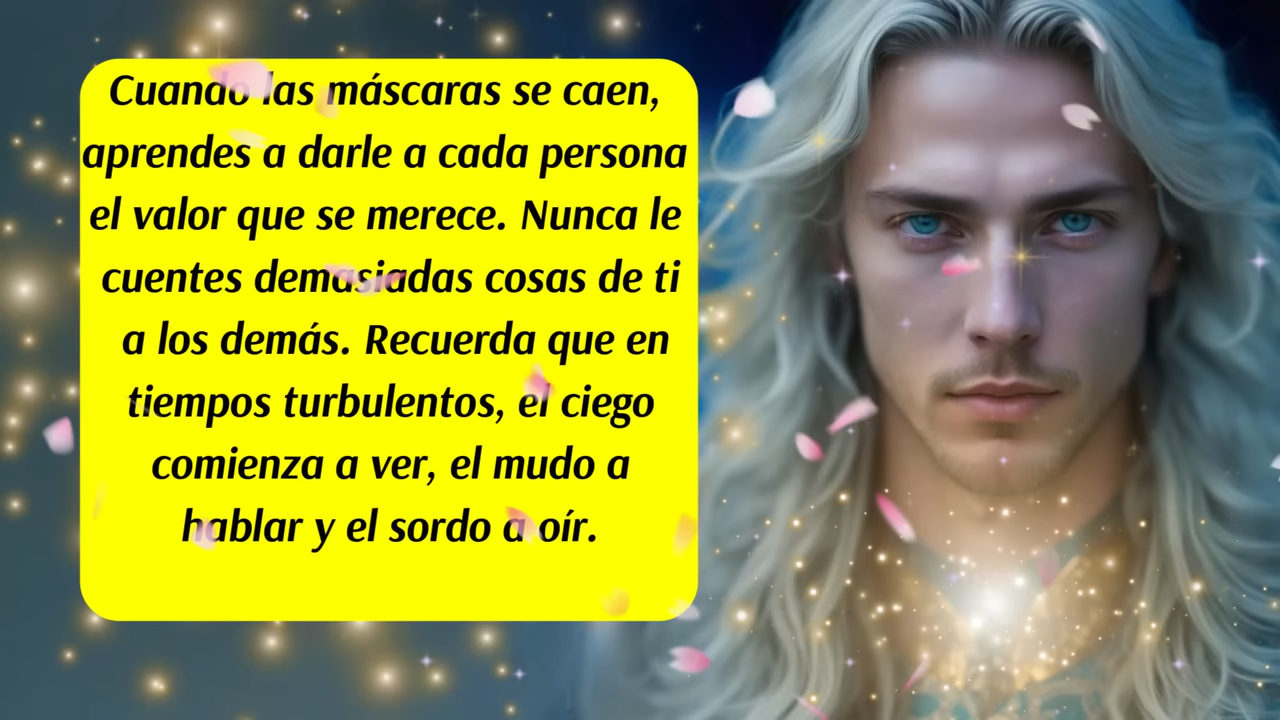 Cuando las máscaras se caen,
aprendes a darle a cada persona
el valor que se merece. Nunca le
cuentes demasiadas cosas de ti
a los demás. Recuerda que en
tiempos turbulentos, el ciego
comienza a ver, el mudo a
hablar y el sordo a oír.